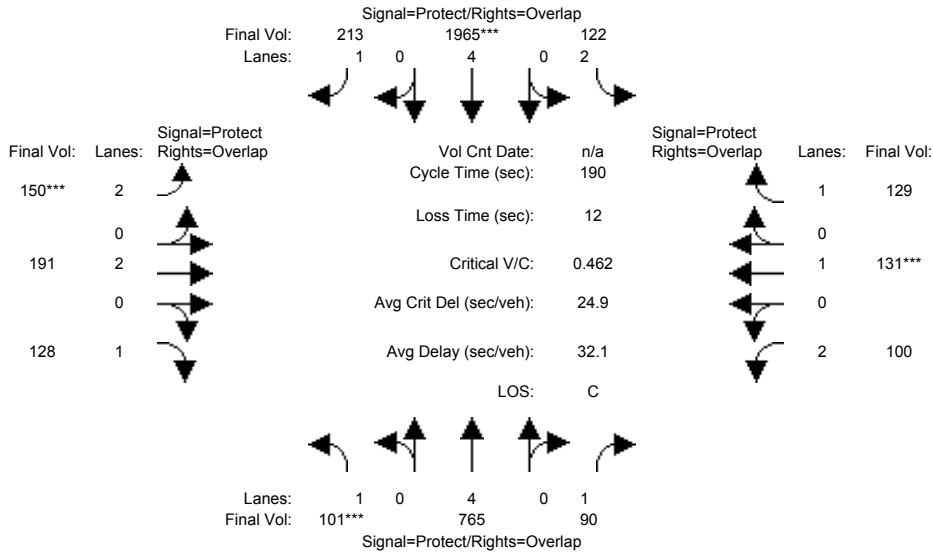 Signal=Protect/Rights=Overlap
Final Vol: 213 1965*** 122
Lanes: 1 0 4 0 2
Signal=Protect Signal=Protect
Final Vol: Lanes: Rights=Overlap Vol Cnt Date: n/a Rights=Overlap Lanes: Final Vol:
Cycle Time (sec): 190
150*** 2 1 129
Loss Time (sec): 12
0 0
191 2 Critical V/C: 0.462 1 131***
0 Avg Crit Del (sec/veh): 24.9 0
128 1 Avg Delay (sec/veh): 32.1 2 100
LOS: C
Lanes: 1 0 4 0 1
Final Vol: 101*** 765 90
Signal=Protect/Rights=Overlap